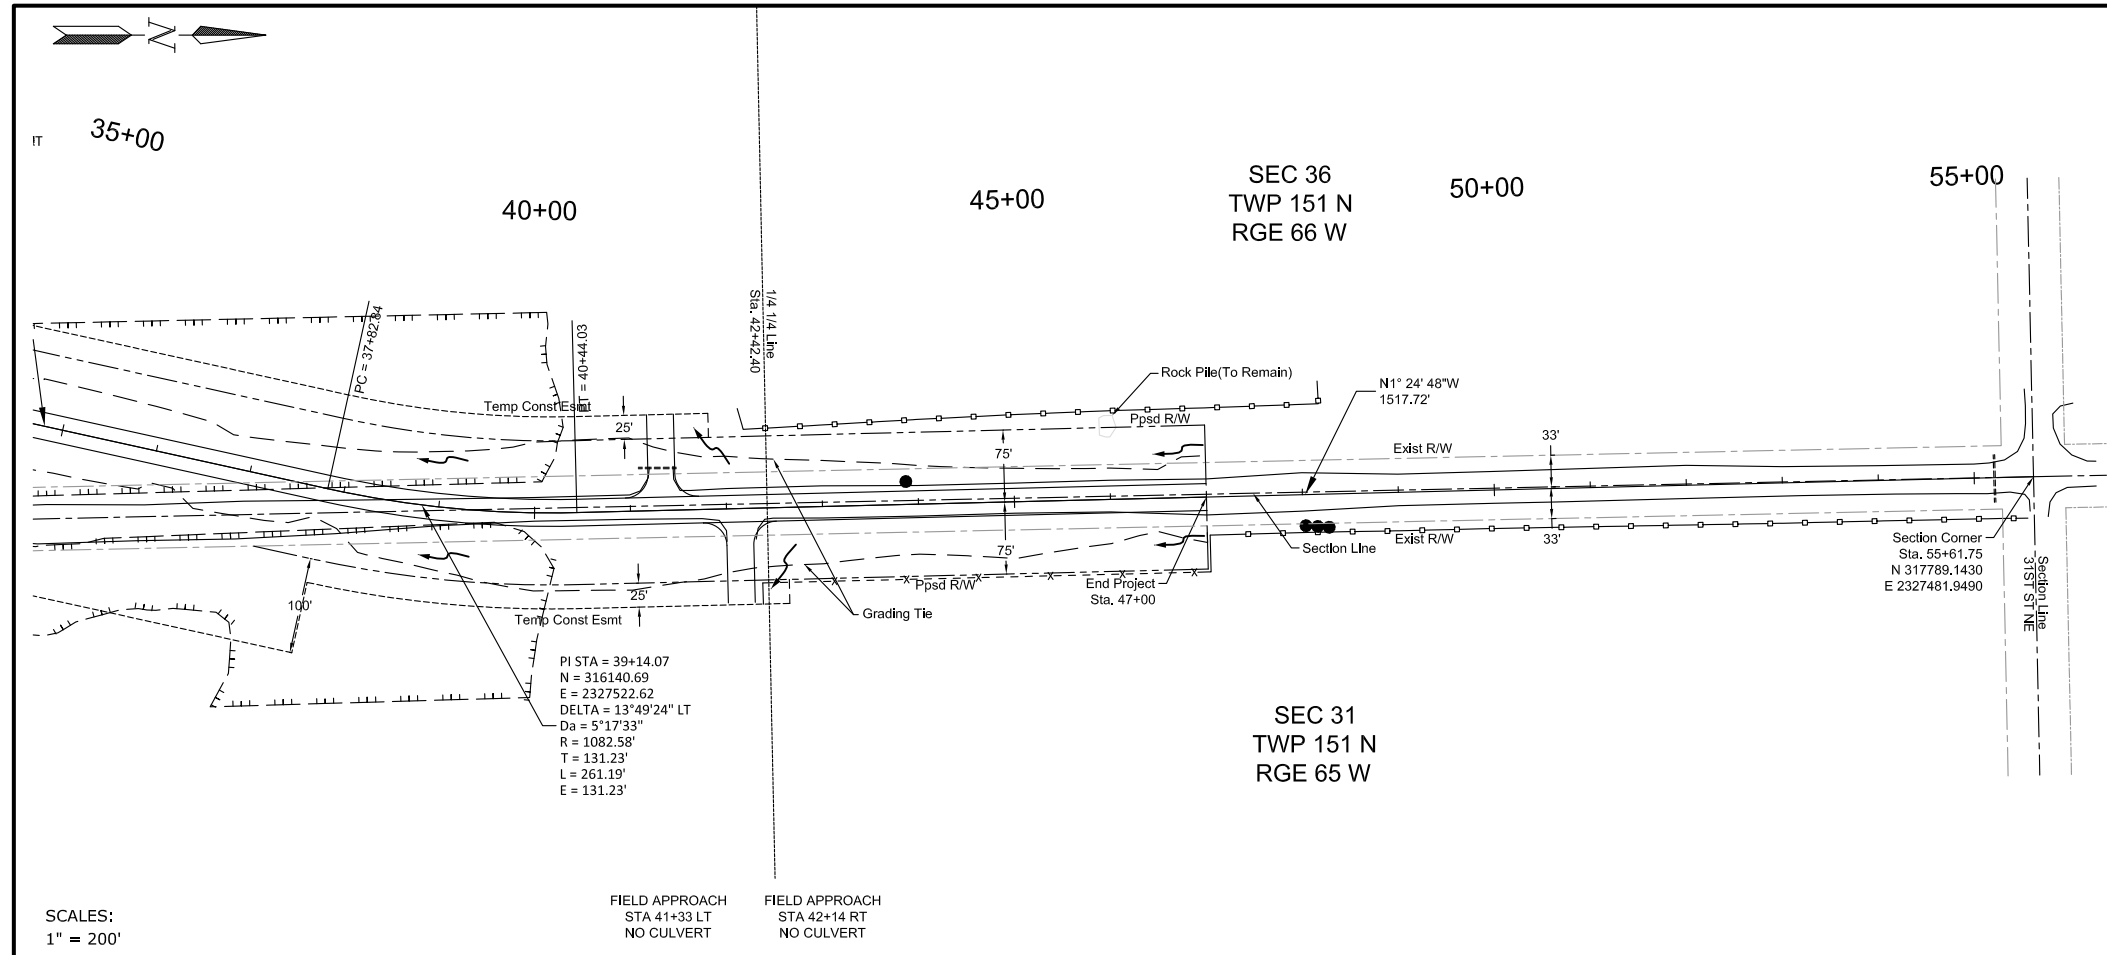 N
IT
35+00
40+00
45+00
SEC 36
TWP 151 N
RGE 66 W
50+00
55+00
PC = 37+82.84
PT = 40+44.03
1/4 1/4 Line
Sta. 42+42.40
Rock Pile(To Remain)
N1° 24' 48"W
1517.72'
Temp Const Esmt
25'
Ppsd R/W
75'
Exist R/W
33'
75'
Exist R/W
33'
Section Line
Section Corner
Sta. 55+61.75
N 317789.1430
E 2327481.9490
Section Line
31ST ST NE
100'
25'
Temp Const Esmt
Ppsd R/W
X X X X X X
End Project
Sta. 47+00
Grading Tie
PI STA = 39+14.07
N = 316140.69
E = 2327522.62
DELTA = 13°49'24" LT
Da = 5°17'33"
R = 1082.58'
T = 131.23'
L = 261.19'
E = 131.23'
SEC 31
TWP 151 N
RGE 65 W
FIELD APPROACH
STA 41+33 LT
NO CULVERT
FIELD APPROACH
STA 42+14 RT
NO CULVERT
SCALES:
1" = 200'